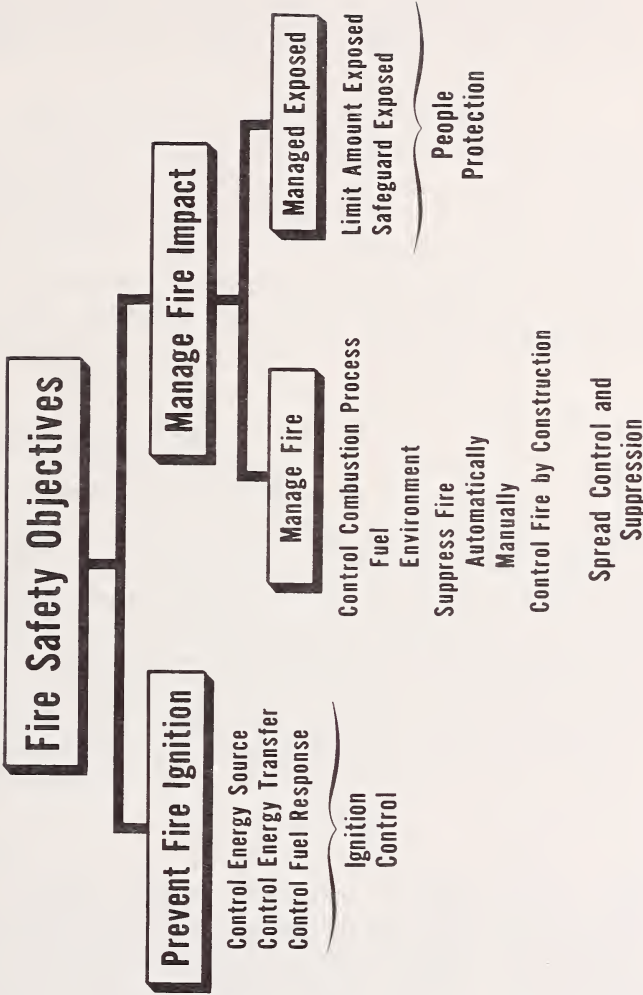 Fire Safety Objectives
Prevent Fire Ignition
Control Energy Source
Control Energy Transfer
Control Fuel Response
Ignition
Control
Manage Fire Impact
Manage Fire
Control Combustion Process
Fuel
Environment
Suppress Fire
Automatically
Manually
Control Fire by Construction
Spread Control and
Suppression
Managed Exposed
Limit Amount Exposed
Safeguard Exposed
People
Protection